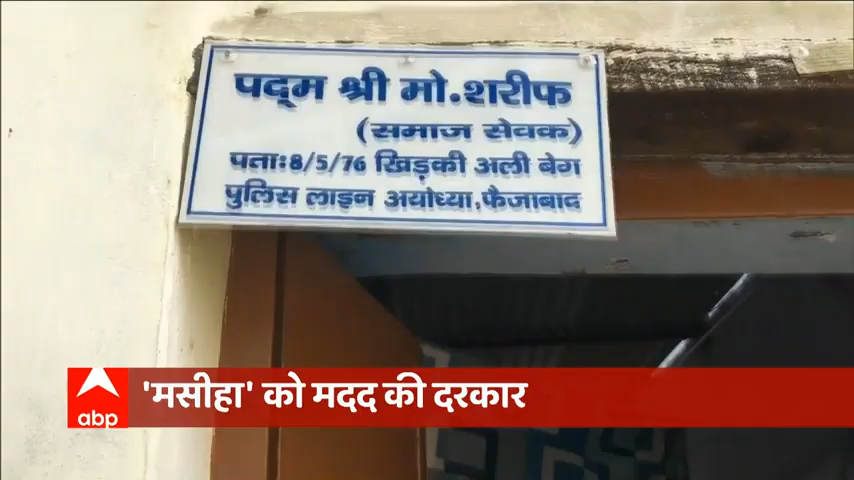 पद्म श्री मो.शरीफ
(समाज सेवक)
पता:8/5/76 खिड़की अली बेग
पुलिस लाइन अयोध्या,फैजाबाद
'मसीहा' को मदद की दरकार
abp